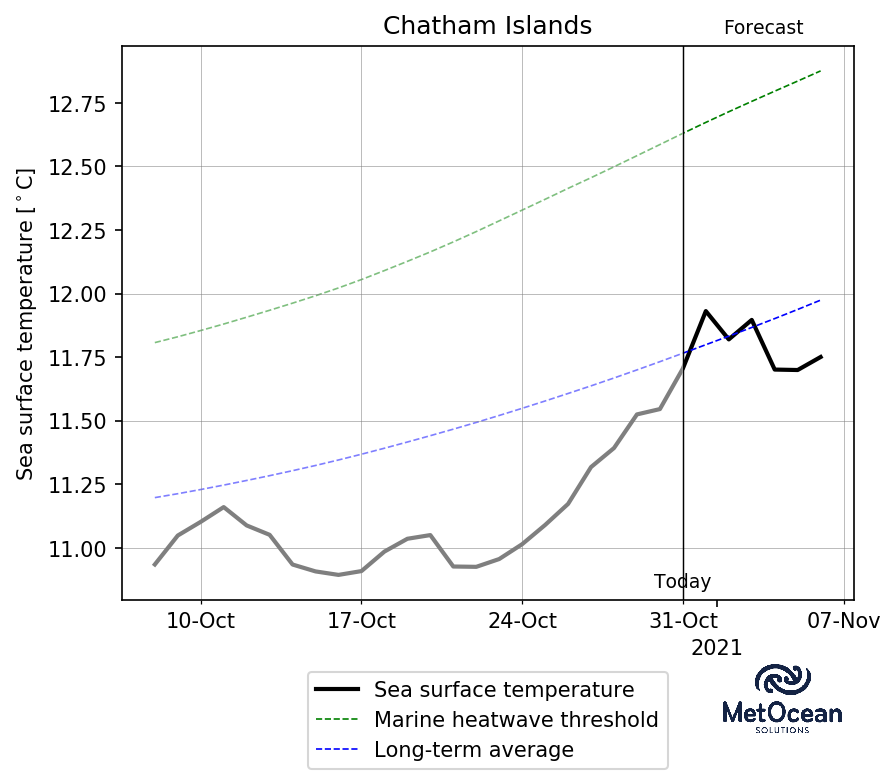 Chatham Islands
Forecast
Sea surface temperature [°C]
12.75
12.50
12.25
12.00
11.75
11.50
11.25
11.00
Today
10-Oct
17-Oct
24-Oct
31-Oct
07-Nov
2021
Sea surface temperature
Marine heatwave threshold
Long-term average
MetOcean
SOLUTIONS